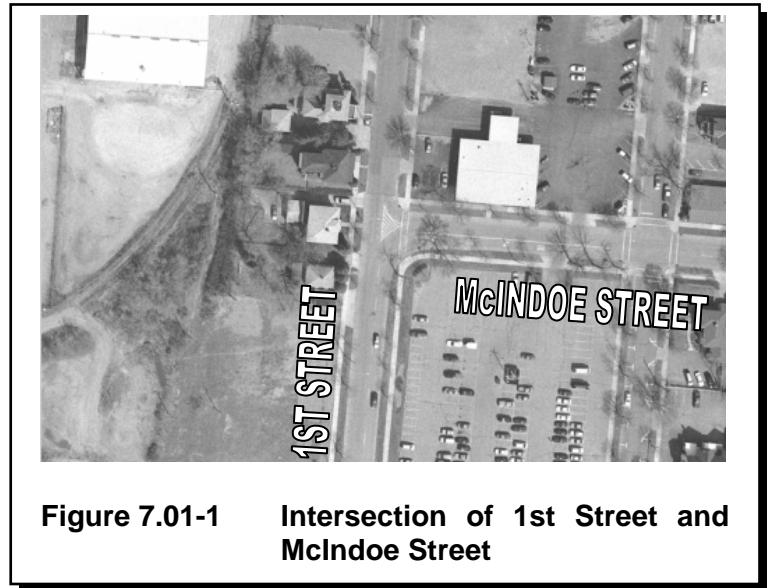 McINDOE STREET
1ST STREET
Figure 7.01-1 Intersection of 1st Street and
McIndoe Street